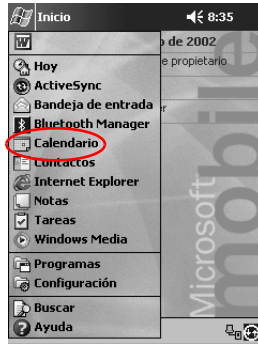 Inicio 8:35
o de 2002
Hoy
e propietario
ActiveSync
Bandeja de entrada
Bluetooth Manager
Calendario
Contactos
Internet Explorer
Notas
Tareas
Windows Media
Programas
Configuración
Buscar
Ayuda
Microsoft
mobile